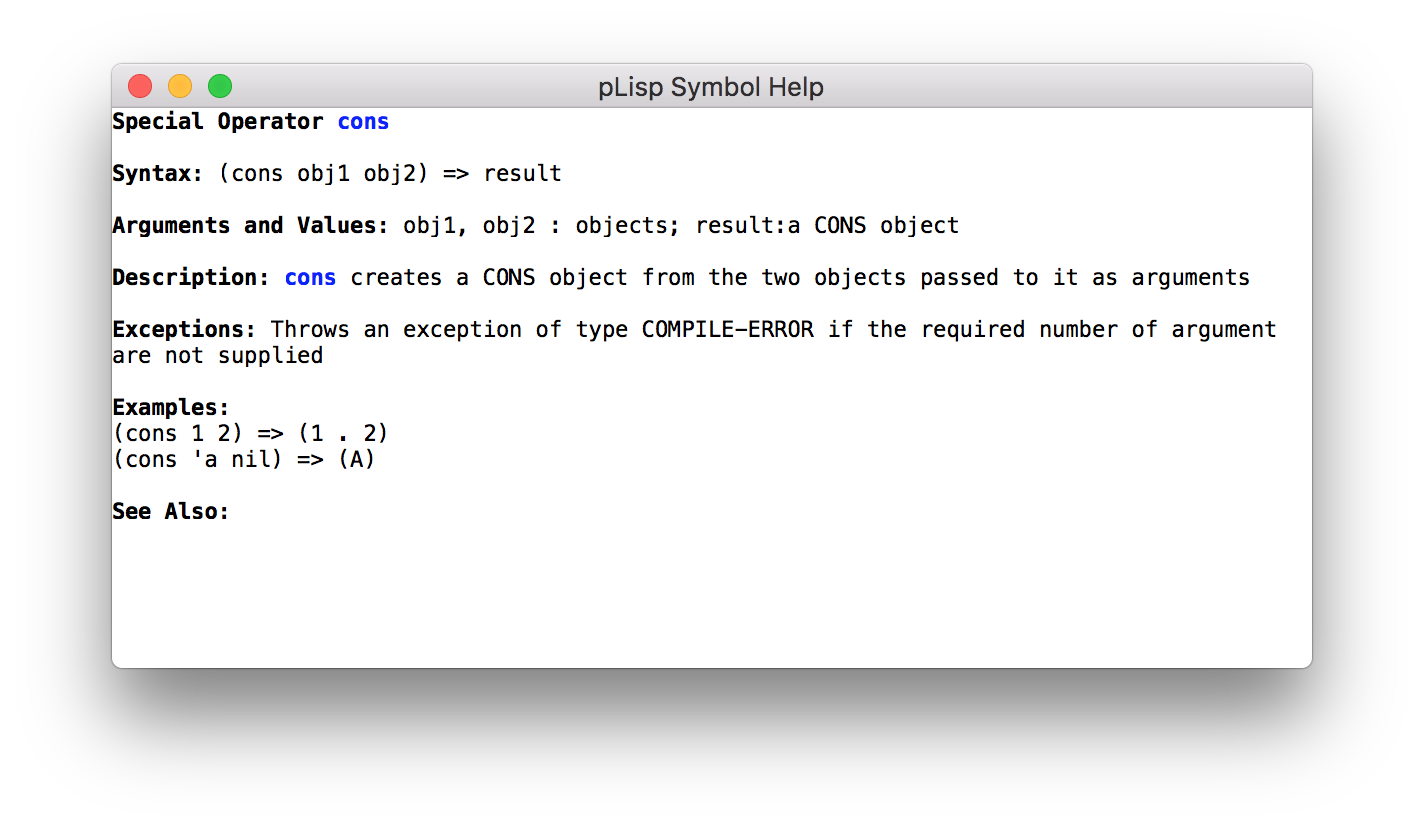 pLisp Symbol Help
Special Operator cons
Syntax: (cons obj1 obj2) => result
Arguments and Values: obj1, obj2 : objects; result:a CONS object
Description: cons creates a CONS object from the two objects passed to it as arguments
Exceptions: Throws an exception of type COMPILE-ERROR if the required number of argument
are not supplied
Examples:
(cons 1 2) => (1 . 2)
(cons 'a nil) => (A)
See Also: